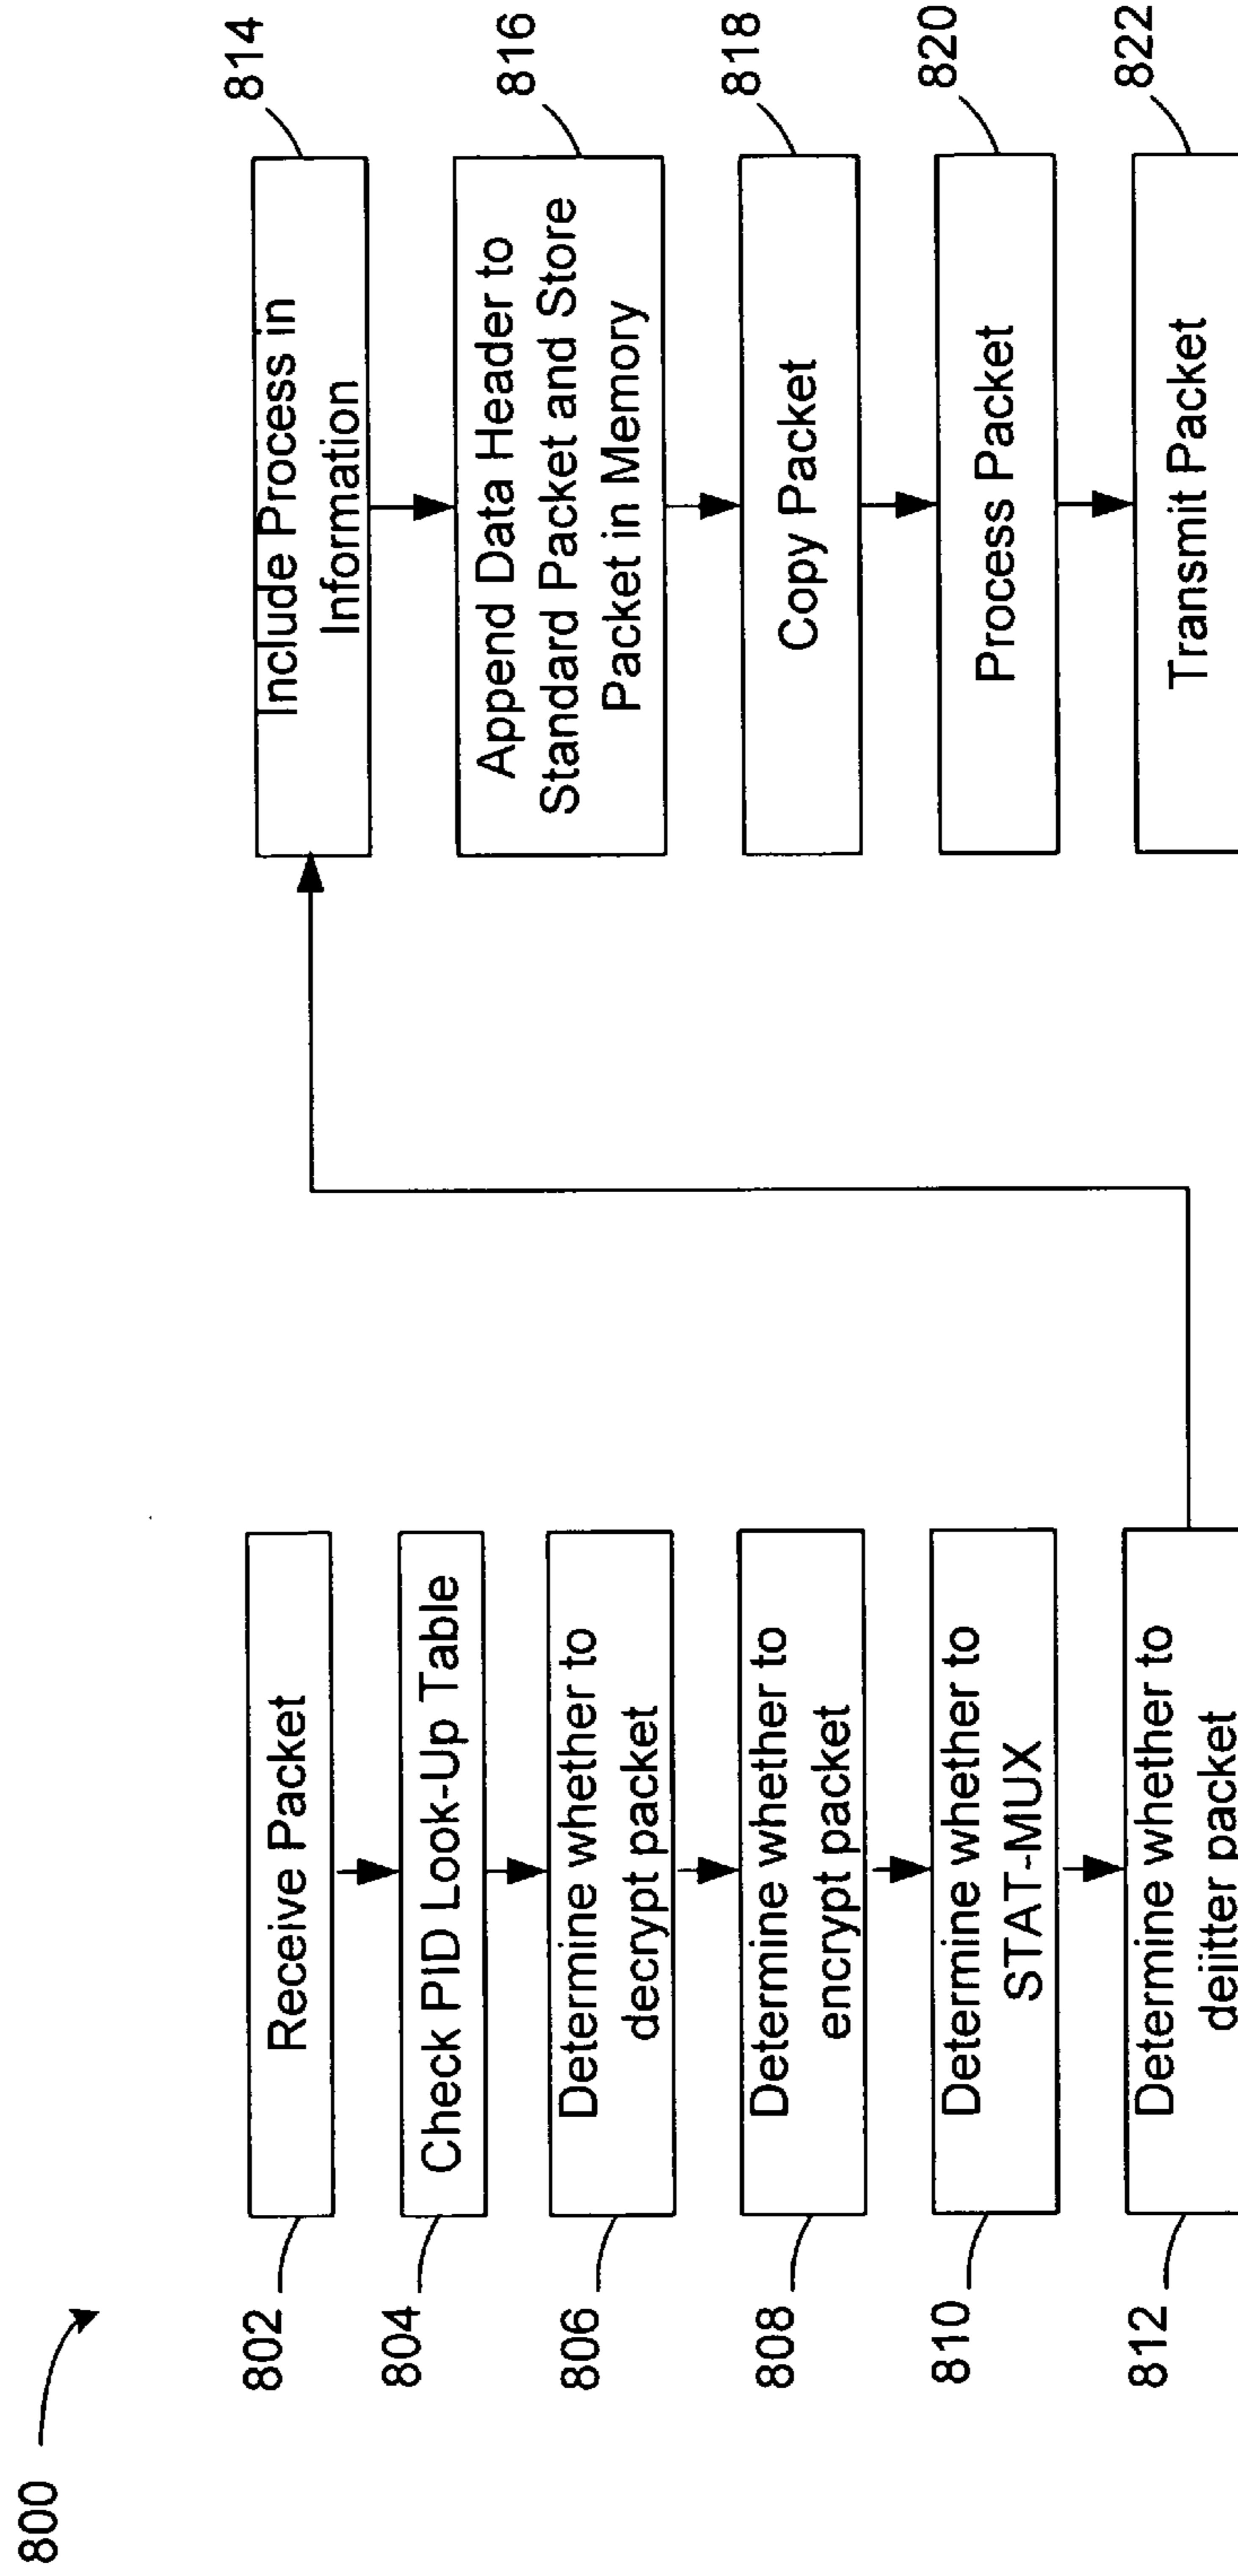 800
802
Receive Packet
804
Check PID Look-Up Table
806
Determine whether to
decrypt packet
808
Determine whether to
encrypt packet
810
Determine whether to
STAT-MUX
812
Determine whether to
dejitter packet
814
Include Process in
Information
816
Append Data Header to
Standard Packet and Store
Packet in Memory
818
Copy Packet
820
Process Packet
822
Transmit Packet